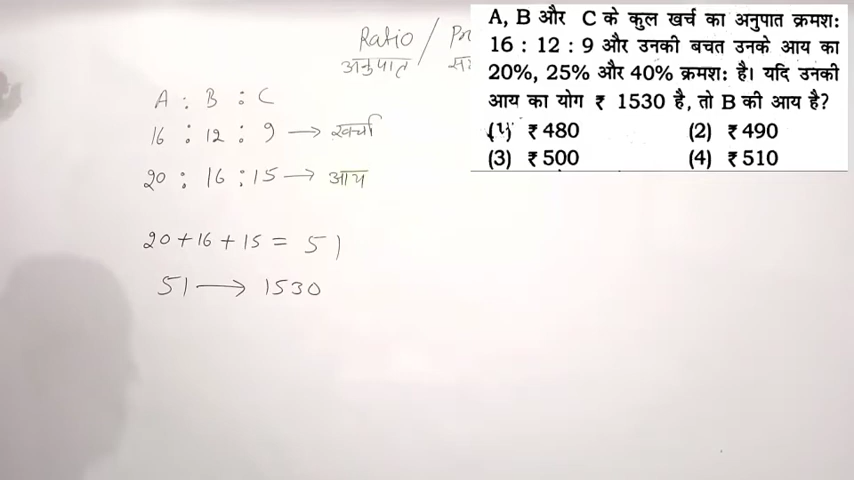 Ratio /
अनुपात
A : B : C
16 : 12 : 9 → खर्चा
20 : 16 : 15 → आय
20 + 16 + 15 = 51
51 → 1530
A, B और C के कुल खर्च का अनुपात क्रमश:
16 : 12 : 9 और उनकी बचत उनके आय का
20%, 25% और 40% क्रमश: है। यदि उनकी
आय का योग ₹ 1530 है, तो B की आय है?
(1) ₹ 480 (2) ₹ 490
(3) ₹ 500 (4) ₹ 510